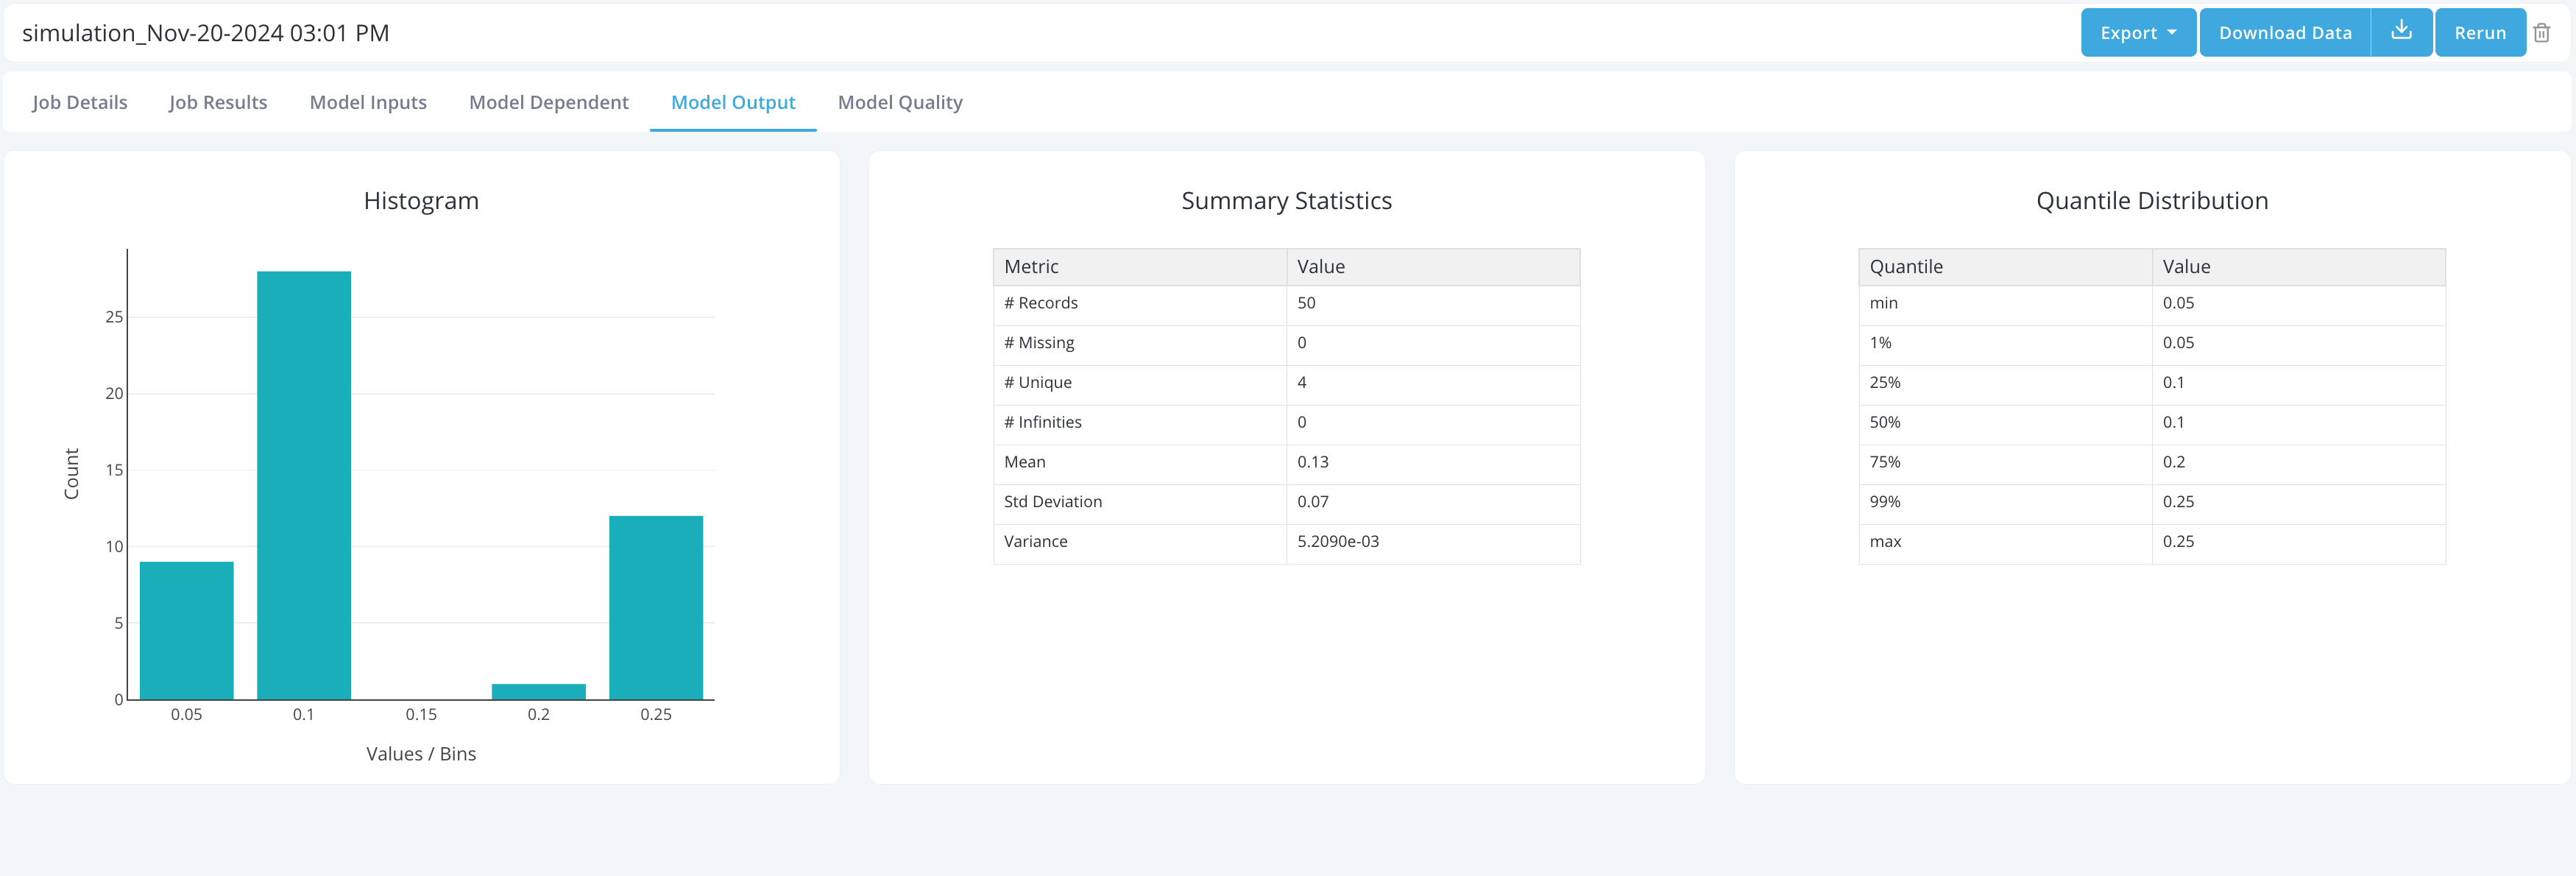 simulation_Nov-20-2024 03:01 PM
Export
Download Data
Rerun
Job Details
Job Results
Model Inputs
Model Dependent
Model Output
Model Quality
Histogram
25
20
15
10
5
0
Count
0.05 0.1 0.15 0.2 0.25
Values / Bins
Summary Statistics
Metric Value
# Records 50
# Missing 0
# Unique 4
# Infinities 0
Mean 0.13
Std Deviation 0.07
Variance 5.2090e-03
Quantile Distribution
Quantile Value
min 0.05
1% 0.05
25% 0.1
50% 0.1
75% 0.2
99% 0.25
max 0.25